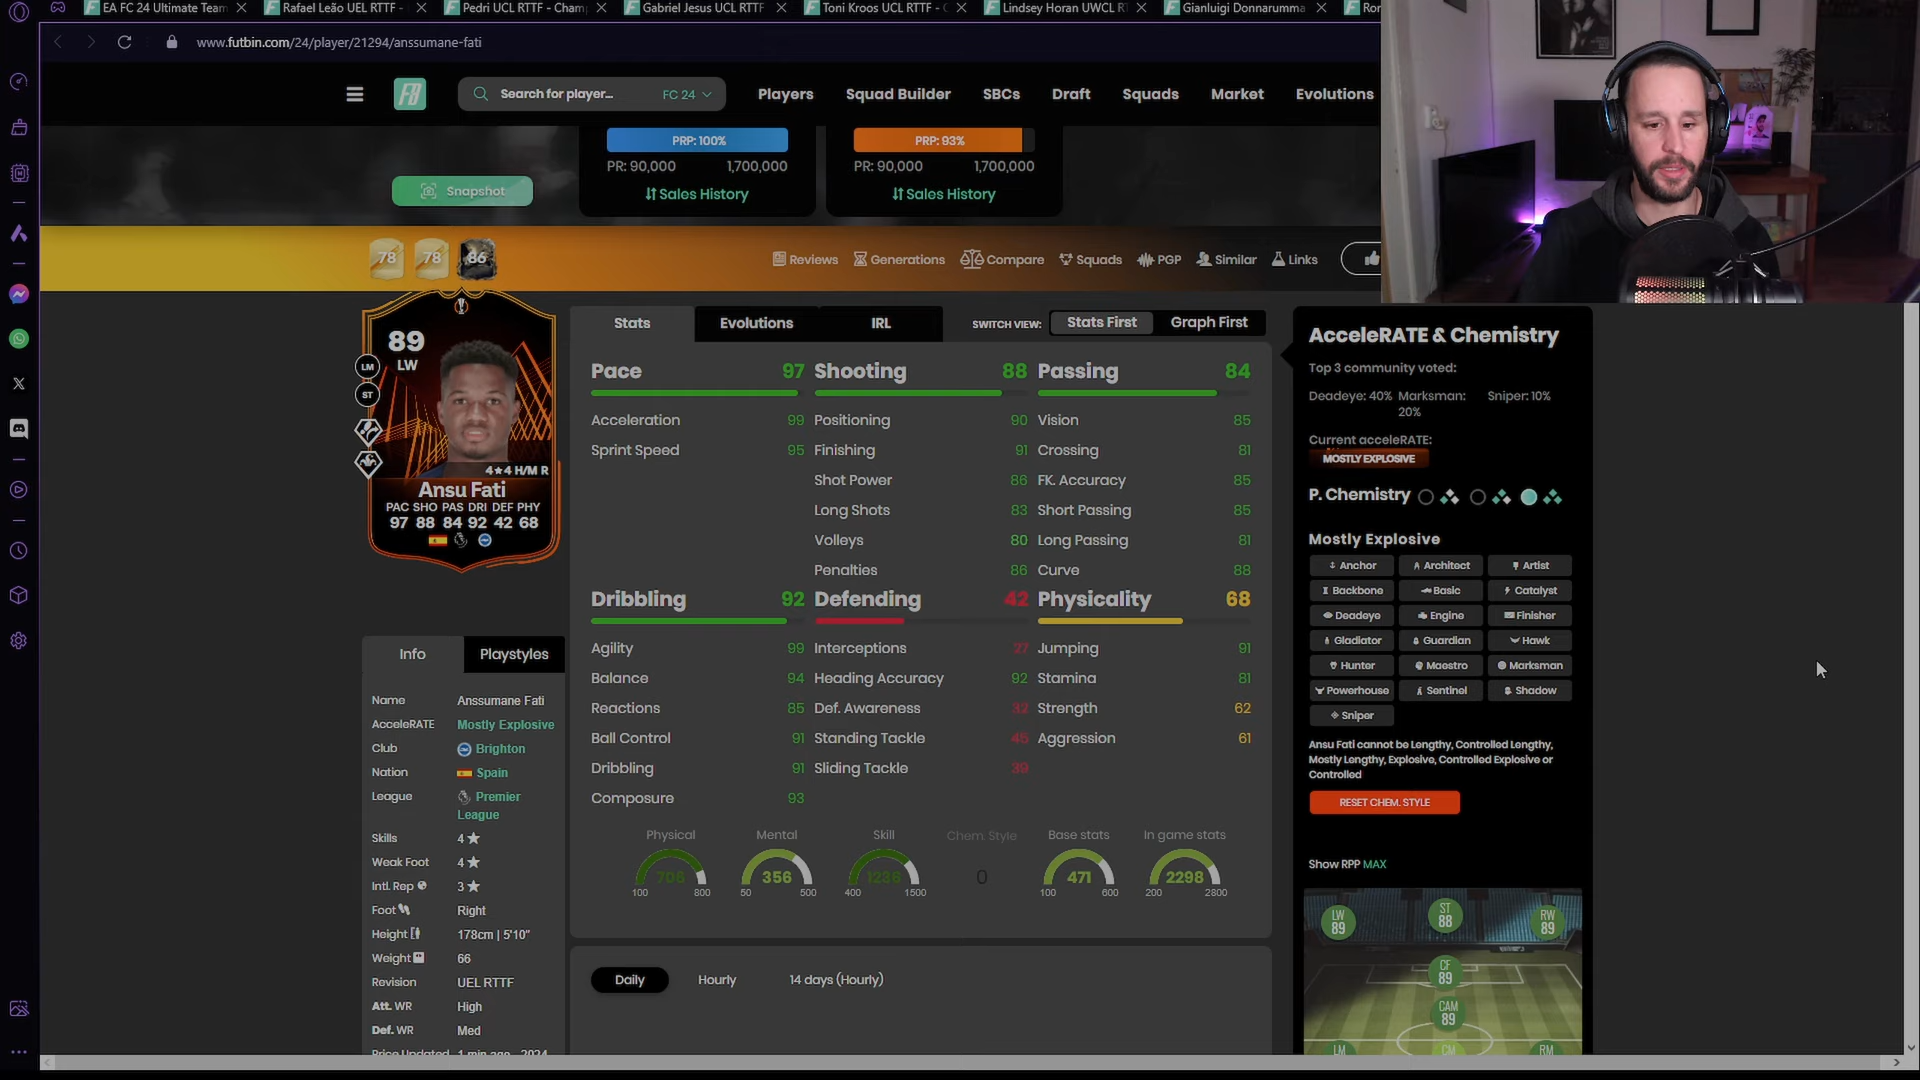 EA FC 24 Ultimate Team
Rafael Leão UEL RTTF -
Pedri UCL RTTF - Cham
Gabriel Jesus UCL RTTF -
Toni Kroos UCL RTTF - C
Lindsey Horan UWCL RT
Gianluigi Donnarumma
Ror
www.futbin.com/24/player/21294/anssumane-fati
Search for player...
FC 24
Players
Squad Builder
SBCs
Draft
Squads
Market
Evolutions
PRP: 100%
PR: 90,000 1,700,000
Sales History
PRP: 93%
PR: 90,000 1,700,000
Sales History
Snapshot
78
78
86
Reviews
Generations
Compare
Squads
PGP
Similar
Links
89
LW
LM
ST
4★4 H/M R
Ansu Fati
PAC SHO PAS DRI DEF PHY
97 88 84 92 42 68
Stats
Evolutions
IRL
SWITCH VIEW:
Stats First
Graph First
Pace 97
Acceleration 99
Sprint Speed 95
Shooting 88
Positioning 90
Finishing 91
Shot Power 86
Long Shots 83
Volleys 80
Penalties 86
Passing 84
Vision 85
Crossing 81
FK. Accuracy 85
Short Passing 85
Long Passing 81
Curve 88
Dribbling 92
Agility 99
Balance 94
Reactions 85
Ball Control 91
Dribbling 91
Composure 93
Defending 42
Interceptions 27
Heading Accuracy 92
Def. Awareness 32
Standing Tackle 45
Sliding Tackle 39
Physicality 68
Jumping 91
Stamina 81
Strength 62
Aggression 61
Physical
706
100 800
Mental
356
50 500
Skill
400 1500
Chem. Style
0
Base stats
471
100 600
In game stats
2298
200 2800
Daily
Hourly
14 days (Hourly)
Info
Playstyles
Name Anssumane Fati
AcceleRATE Mostly Explosive
Club Brighton
Nation Spain
League Premier
League
Skills 4★
Weak Foot 4★
Intl. Rep 3★
Foot Right
Height 178cm | 5'10"
Weight 66
Revision UEL RTTF
Att. WR High
Def. WR Med
Price Updated 1 min ago - 2024
AcceleRATE & Chemistry
Top 3 community voted:
Deadeye: 40% Marksman: Sniper: 10%
20%
Current acceleRATE:
MOSTLY EXPLOSIVE
P. Chemistry
Mostly Explosive
Anchor
Architect
Artist
Backbone
Basic
Catalyst
Deadeye
Engine
Finisher
Gladiator
Guardian
Hawk
Hunter
Maestro
Marksman
Powerhouse
Sentinel
Shadow
Sniper
Ansu Fati cannot be Lengthy, Controlled Lengthy,
Mostly Lengthy, Explosive, Controlled Explosive or
Controlled
RESET CHEM. STYLE
Show RPP MAX
LW
89
ST
88
RW
89
CF
89
CAM
89
LM
CM
RM